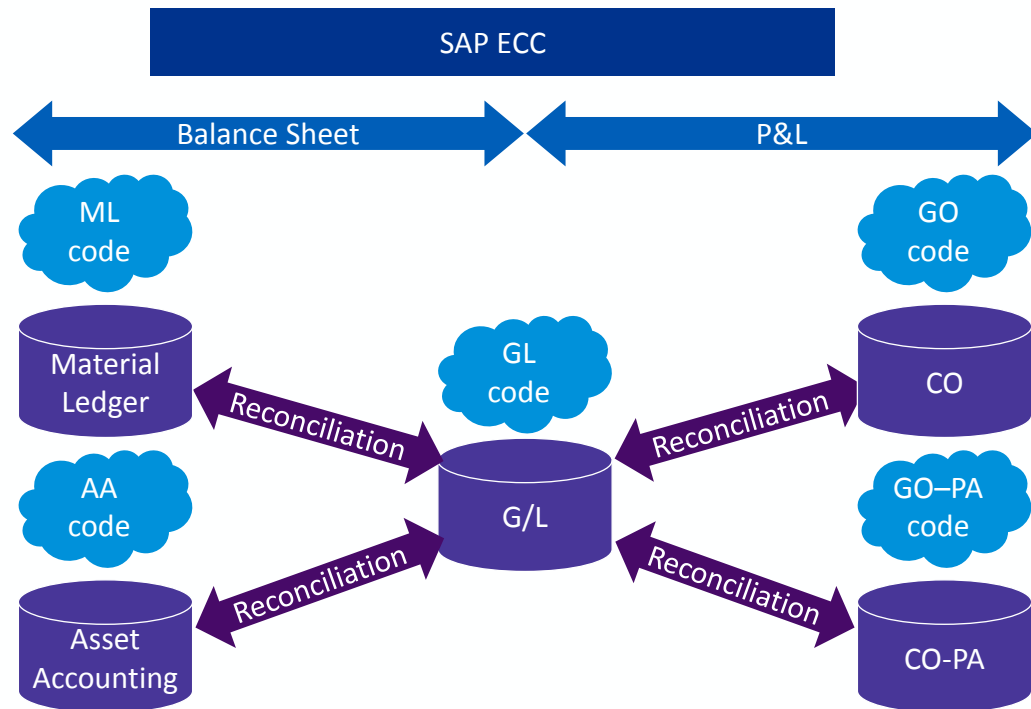 SAP ECC
Balance Sheet
P&L
ML
code
GO
code
Material
Ledger
Reconciliation
GL
code
Reconciliation
CO
AA
code
G/L
GO–PA
code
Asset
Accounting
Reconciliation
Reconciliation
CO-PA